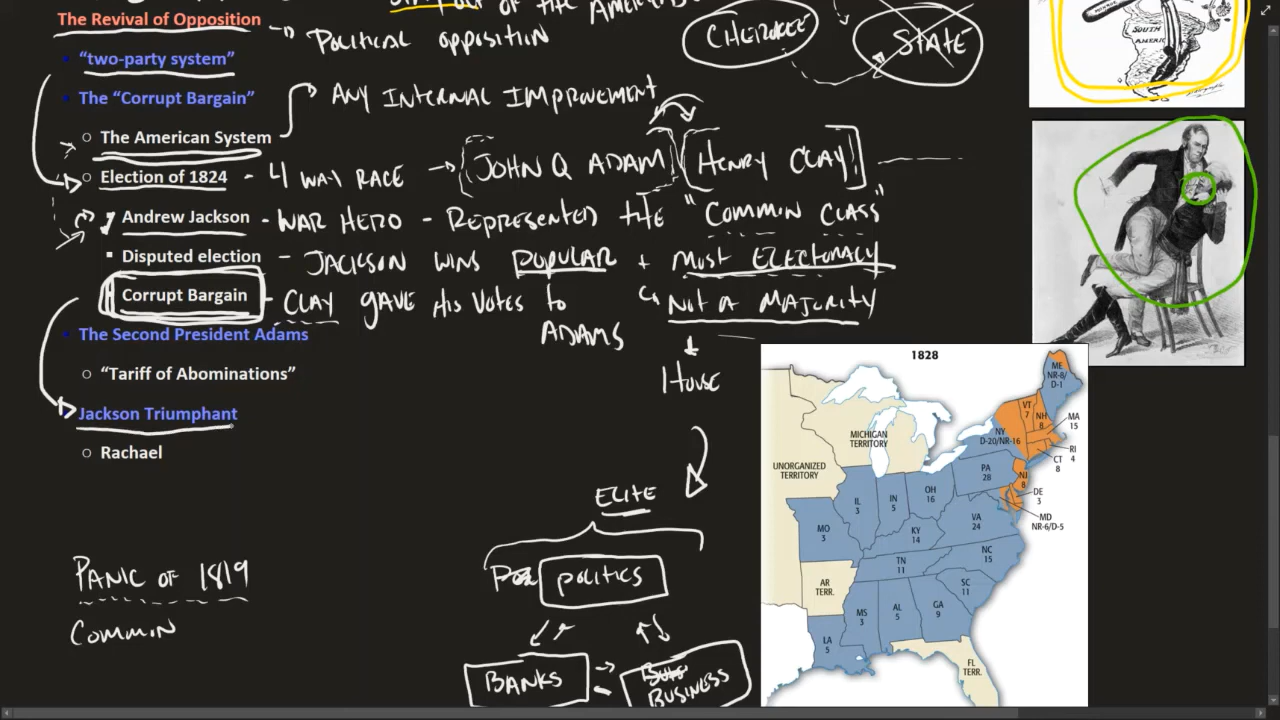 The Revival of Opposition
POLITICAL OPPOSITION
OF THE
"two-party system"
The "Corrupt Bargain"
ANY INTERNAL IMPROVEMENT
The American System
Election of 1824 - 4 WAY RACE → JOHN Q ADAM HENRY CLAY
Andrew Jackson - WAR HERO - REPRESENTED THE "COMMIN CLASS"
Disputed election - JACKSON WINS POPULAR + MOST ELECTORALLY
Corrupt Bargain - CLAY GAVE HIS VOTES TO
ADAMS
NOT A MAJORITY
HOUSE
The Second President Adams
"Tariff of Abominations"
Jackson Triumphant
Rachael
PANIC OF 1819
COMMIN
ELITE
POLITICS
BANKS
BUSINESS
CHEROKEE
STATE
SOUTH
AMERICA
1828
ME
NR-8/
D-1
VT
7
NH
8
MA
15
NY
D-20/NR-16
RI
4
CT
8
MICHIGAN
TERRITORY
UNORGANIZED
TERRITORY
PA
28
NJ
8
DE
3
MD
NR-6/D-5
IL
3
IN
5
OH
16
VA
24
MO
3
KY
14
NC
15
TN
11
SC
11
AR
TERR.
MS
3
AL
5
GA
9
LA
5
FL
TERR.